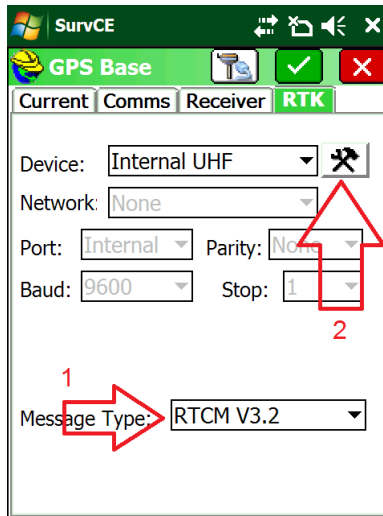 SurvCE
GPS Base
Current Comms Receiver RTK
Device: Internal UHF
Network: None
Port: Internal Parity: None
Baud: 9600 Stop: 1
2
1
Message Type: RTCM V3.2